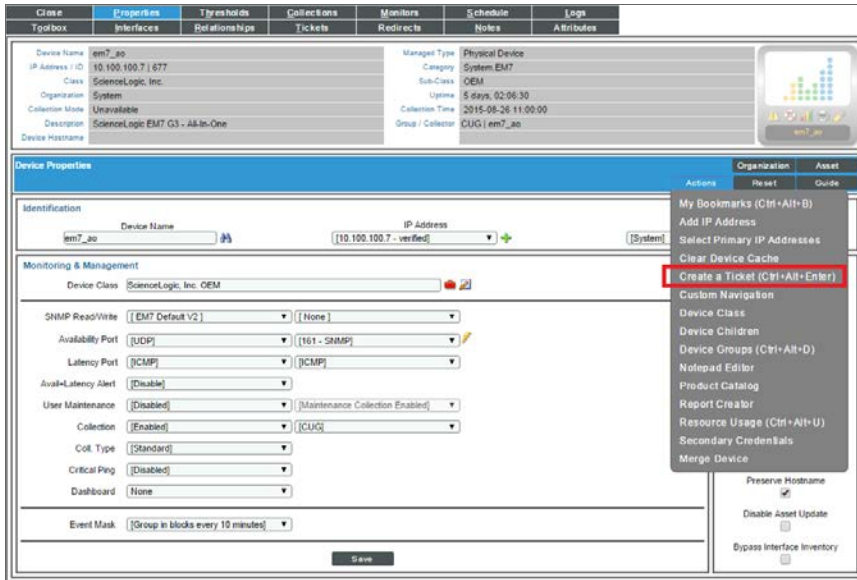 Close Properties Thresholds Collections Monitors Schedule Logs
Toolbox Interfaces Relationships Tickets Redirects Notes Attributes
Device Name em7_ao Managed Type Physical Device
IP Address / ID 10.100.100.7 | 677 Category System.EM7
Class ScienceLogic, Inc. Sub-Class OEM
Organization System Uptime 5 days, 02:06:30
Collection Mode Unavailable Collection Time 2015-08-26 11:00:00
Description ScienceLogic EM7 G3 - All-In-One Group / Collector CUG | em7_ao
Device Hostname
em7_ao
Device Properties
Organization Asset
Actions Reset Guide
Identification
Device Name IP Address
em7_ao [10.100.100.7 - verified] [System]
Monitoring & Management
Device Class ScienceLogic, Inc. OEM
SNMP Read/Write [ EM7 Default V2 ] [ None ]
Availability Port [UDP] [161 - SNMP]
Latency Port [ICMP] [ICMP]
Avail+Latency Alert [Disable]
User Maintenance [Disabled] [Maintenance Collection Enabled]
Collection [Enabled] [CUG]
Coll. Type [Standard]
Critical Ping [Disabled]
Dashboard None
Event Mask [Group in blocks every 10 minutes]
Save
My Bookmarks (Ctrl+Alt+B)
Add IP Address
Select Primary IP Addresses
Clear Device Cache
Create a Ticket (Ctrl+Alt+Enter)
Custom Navigation
Device Class
Device Children
Device Groups (Ctrl+Alt+D)
Notepad Editor
Product Catalog
Report Creator
Resource Usage (Ctrl+Alt+U)
Secondary Credentials
Merge Device
Preserve Hostname
Disable Asset Update
Bypass Interface Inventory